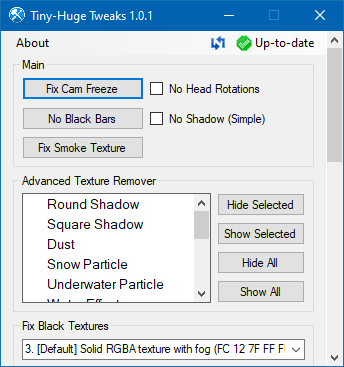 Tiny-Huge Tweaks 1.0.1
About
Up-to-date
Main
Fix Cam Freeze
No Head Rotations
No Black Bars
No Shadow (Simple)
Fix Smoke Texture
Advanced Texture Remover
Round Shadow
Square Shadow
Dust
Snow Particle
Underwater Particle
Hide Selected
Show Selected
Hide All
Show All
Fix Black Textures
3. [Default] Solid RGBA texture with fog (FC 12 7F FF F